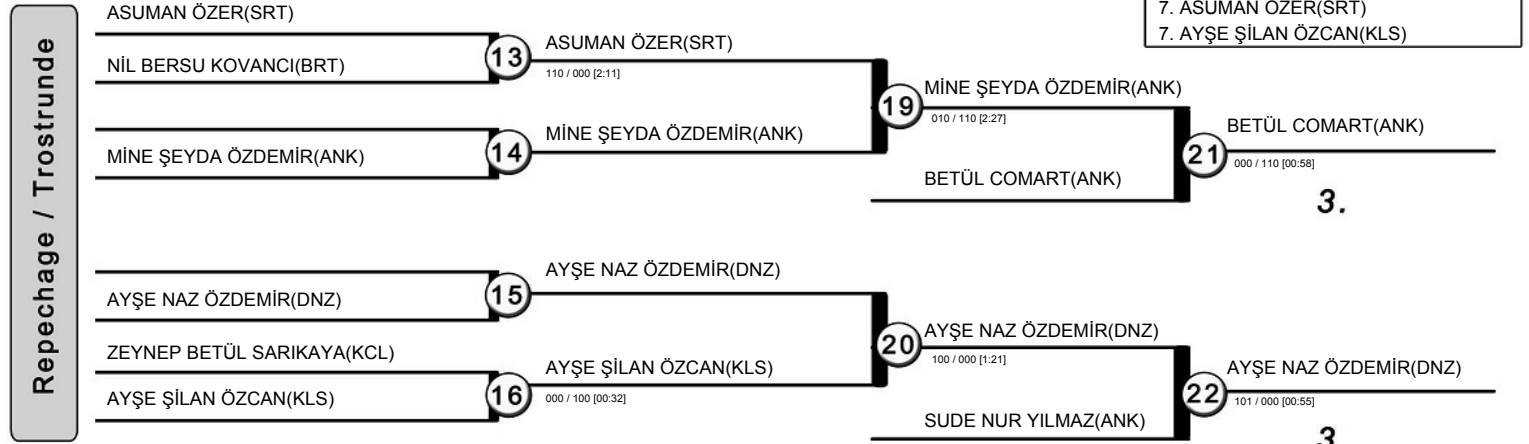 Repechage / Trostrunde
7. ASUMAN ÖZER(SRT)
7. AYŞE ŞİLAN ÖZCAN(KLS)
ASUMAN ÖZER(SRT)
NİL BERSU KOVANCI(BRT)
13
ASUMAN ÖZER(SRT)
110 / 000 [2:11]
MİNE ŞEYDA ÖZDEMİR(ANK)
14
MİNE ŞEYDA ÖZDEMİR(ANK)
19
MİNE ŞEYDA ÖZDEMİR(ANK)
010 / 110 [2:27]
BETÜL COMART(ANK)
21
BETÜL COMART(ANK)
000 / 110 [00:58]
3.
AYŞE NAZ ÖZDEMİR(DNZ)
15
AYŞE NAZ ÖZDEMİR(DNZ)
ZEYNEP BETÜL SARIKAYA(KCL)
AYŞE ŞİLAN ÖZCAN(KLS)
16
AYŞE ŞİLAN ÖZCAN(KLS)
000 / 100 [00:32]
20
AYŞE NAZ ÖZDEMİR(DNZ)
100 / 000 [1:21]
SUDE NUR YILMAZ(ANK)
22
AYŞE NAZ ÖZDEMİR(DNZ)
101 / 000 [00:55]
3